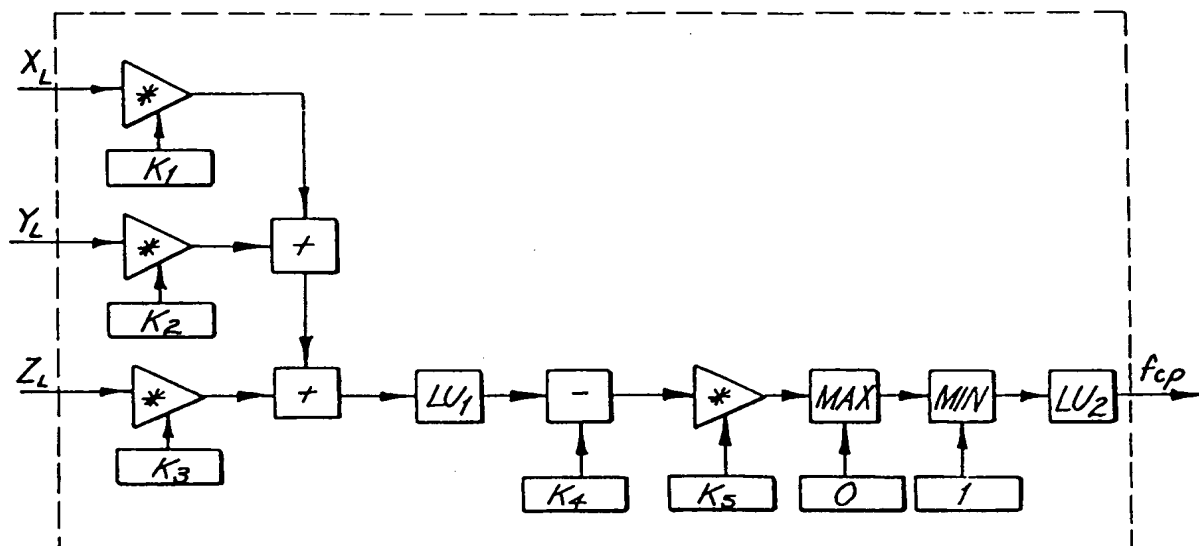 X_L
*
K_1
Y_L
*
+
K_2
Z_L
*
+
LU_1
-
*
MAX
MIN
LU_2
f_cp
K_3
K_4
K_5
0
1